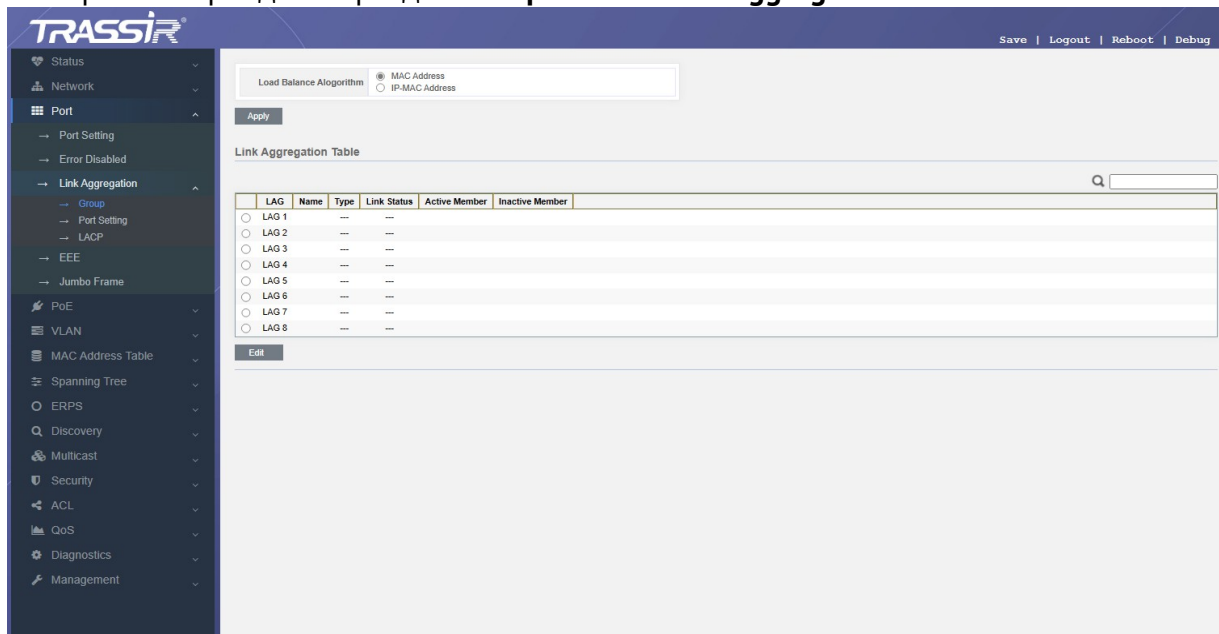 TRASSIR
Save | Logout | Reboot | Debug
Status
Network
Port
→ Port Setting
→ Error Disabled
→ Link Aggregation
→ Group
→ Port Setting
→ LACP
→ EEE
→ Jumbo Frame
PoE
VLAN
MAC Address Table
Spanning Tree
ERPS
Discovery
Multicast
Security
ACL
QoS
Diagnostics
Management
Load Balance Alogorithm
MAC Address
IP-MAC Address
Apply
Link Aggregation Table
LAG Name Type Link Status Active Member Inactive Member
LAG 1 --- ---
LAG 2 --- ---
LAG 3 --- ---
LAG 4 --- ---
LAG 5 --- ---
LAG 6 --- ---
LAG 7 --- ---
LAG 8 --- ---
Edit